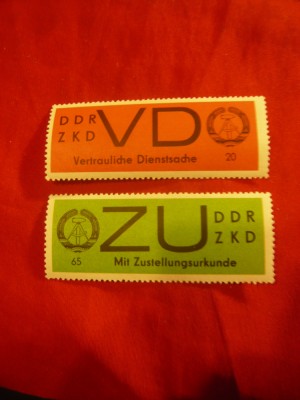 DDR VD
ZKD
Vertrauliche Dienstsache 20
ZU DDR
ZKD
65 Mit Zustellungsurkunde